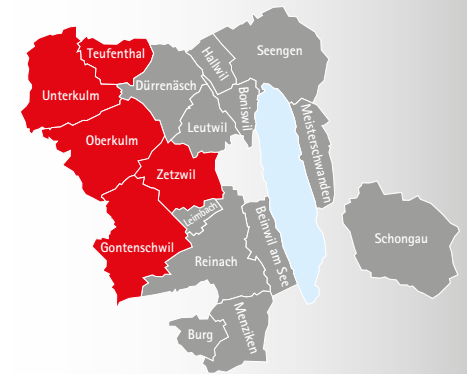 Teufenthal
Seengen
Hallwil
Unterkulm
Dürrenäsch
Boniswil
Meisterschwanden
Leutwil
Oberkulm
Zetzwil
Leimbach
Beinwil am See
Schongau
Gontenschwil
Reinach
Menziken
Burg